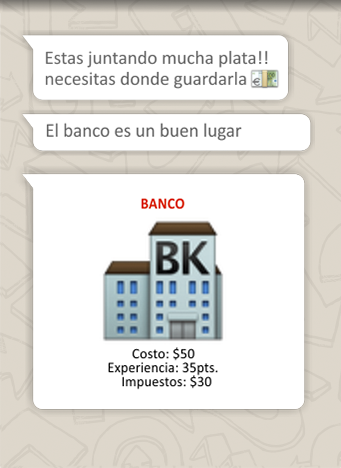 Estas juntando mucha plata!!
necesitas donde guardarla
El banco es un buen lugar
BANCO
BK
Costo: $50
Experiencia: 35pts.
Impuestos: $30